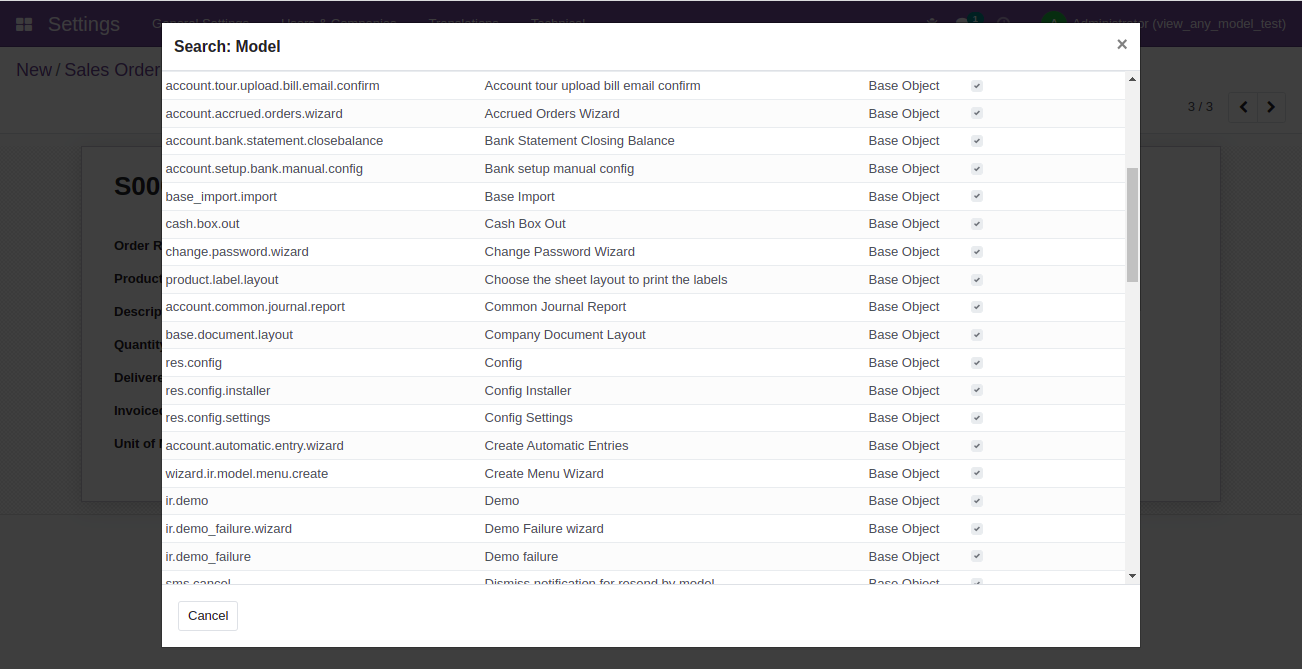 Settings General Settings Users & Companies Translations Technical 1 A Administrator (view_any_model_test)
Search: Model ×
New / Sales Order
3 / 3
account.tour.upload.bill.email.confirm Account tour upload bill email confirm Base Object
account.accrued.orders.wizard Accrued Orders Wizard Base Object
account.bank.statement.closebalance Bank Statement Closing Balance Base Object
account.setup.bank.manual.config Bank setup manual config Base Object
S00
base_import.import Base Import Base Object
cash.box.out Cash Box Out Base Object
Order R
change.password.wizard Change Password Wizard Base Object
Product
product.label.layout Choose the sheet layout to print the labels Base Object
Descrip
account.common.journal.report Common Journal Report Base Object
base.document.layout Company Document Layout Base Object
Quantity
res.config Config Base Object
Delivere
res.config.installer Config Installer Base Object
Invoiced
res.config.settings Config Settings Base Object
Unit of M
account.automatic.entry.wizard Create Automatic Entries Base Object
wizard.ir.model.menu.create Create Menu Wizard Base Object
ir.demo Demo Base Object
ir.demo_failure.wizard Demo Failure wizard Base Object
ir.demo_failure Demo failure Base Object
sms.cancel Dismiss notification for resend by model Base Object
Cancel